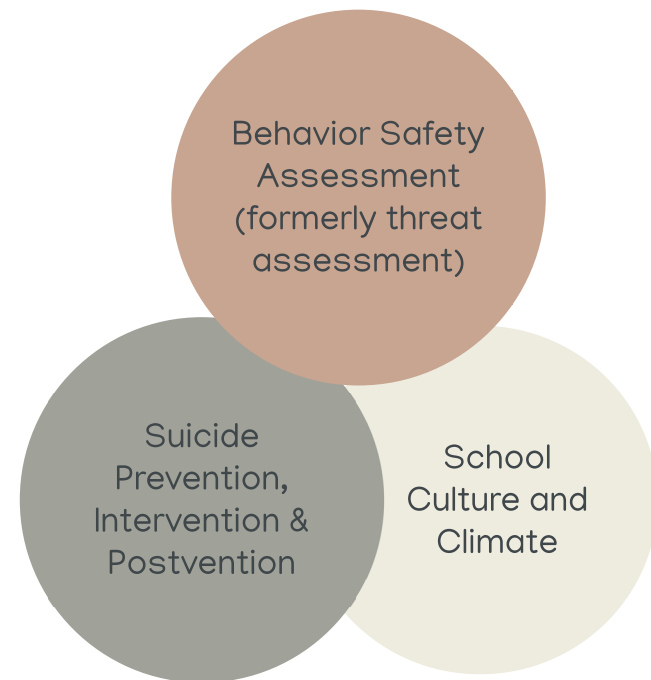 Behavior Safety
Assessment
(formerly threat
assessment)
Suicide
Prevention,
Intervention &
Postvention
School
Culture and
Climate